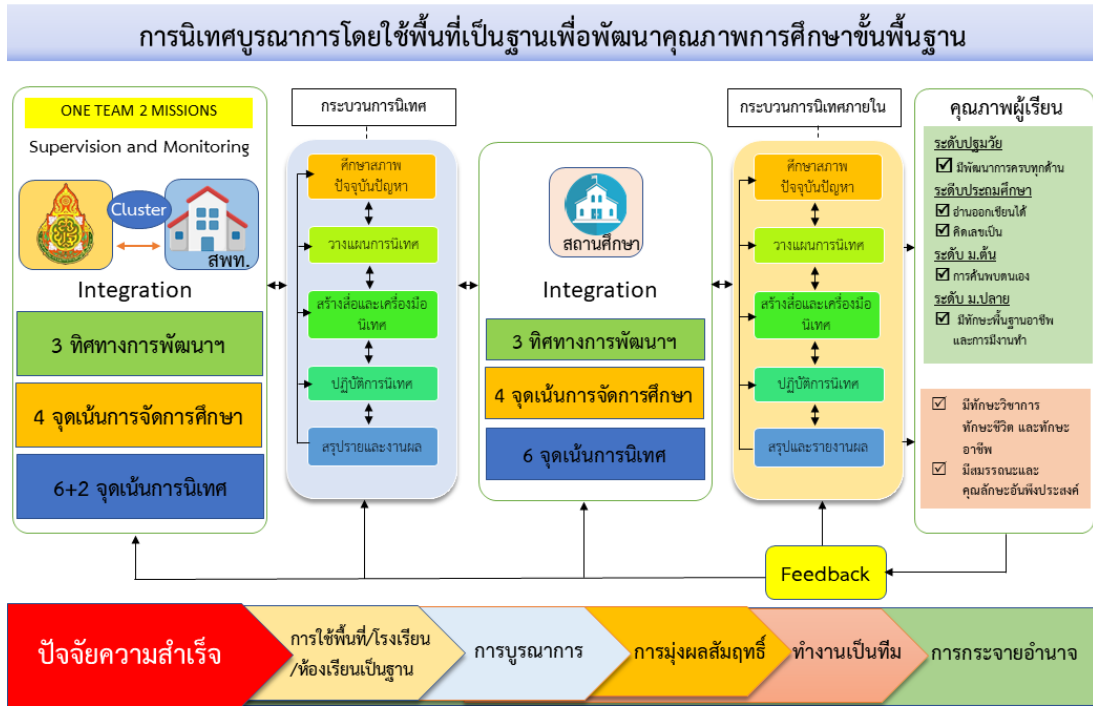 การนิเทศบูรณาการโดยใช้พื้นที่เป็นฐานเพื่อพัฒนาคุณภาพการศึกษาขั้นพื้นฐาน
ONE TEAM 2 MISSIONS
Supervision and Monitoring
Cluster
สพท.
Integration
3 ทิศทางการพัฒนาฯ
4 จุดเน้นการจัดการศึกษา
6+2 จุดเน้นการนิเทศ
กระบวนการนิเทศ
ศึกษาสภาพ
ปัจจุบันปัญหา
วางแผนการนิเทศ
สร้างสื่อและเครื่องมือ
นิเทศ
ปฏิบัติการนิเทศ
สรุปรายและงานผล
สถานศึกษา
Integration
3 ทิศทางการพัฒนาฯ
4 จุดเน้นการจัดการศึกษา
6 จุดเน้นการนิเทศ
กระบวนการนิเทศภายใน
ศึกษาสภาพ
ปัจจุบันปัญหา
วางแผนการนิเทศ
สร้างสื่อและเครื่องมือ
นิเทศ
ปฏิบัติการนิเทศ
สรุปและรายงานผล
คุณภาพผู้เรียน
ระดับปฐมวัย
มีพัฒนาการครบทุกด้าน
ระดับประถมศึกษา
อ่านออกเขียนได้
คิดเลขเป็น
ระดับ ม.ต้น
การค้นพบตนเอง
ระดับ ม.ปลาย
มีทักษะพื้นฐานอาชีพ
และการมีงานทำ
มีทักษะวิชาการ
ทักษะชีวิต และทักษะ
อาชีพ
มีสมรรถนะและ
คุณลักษะอันพึงประสงค์
Feedback
ปัจจัยความสำเร็จ
การใช้พื้นที่/โรงเรียน
/ห้องเรียนเป็นฐาน
การบูรณาการ
การมุ่งผลสัมฤทธิ์
ทำงานเป็นทีม
การกระจายอำนาจ